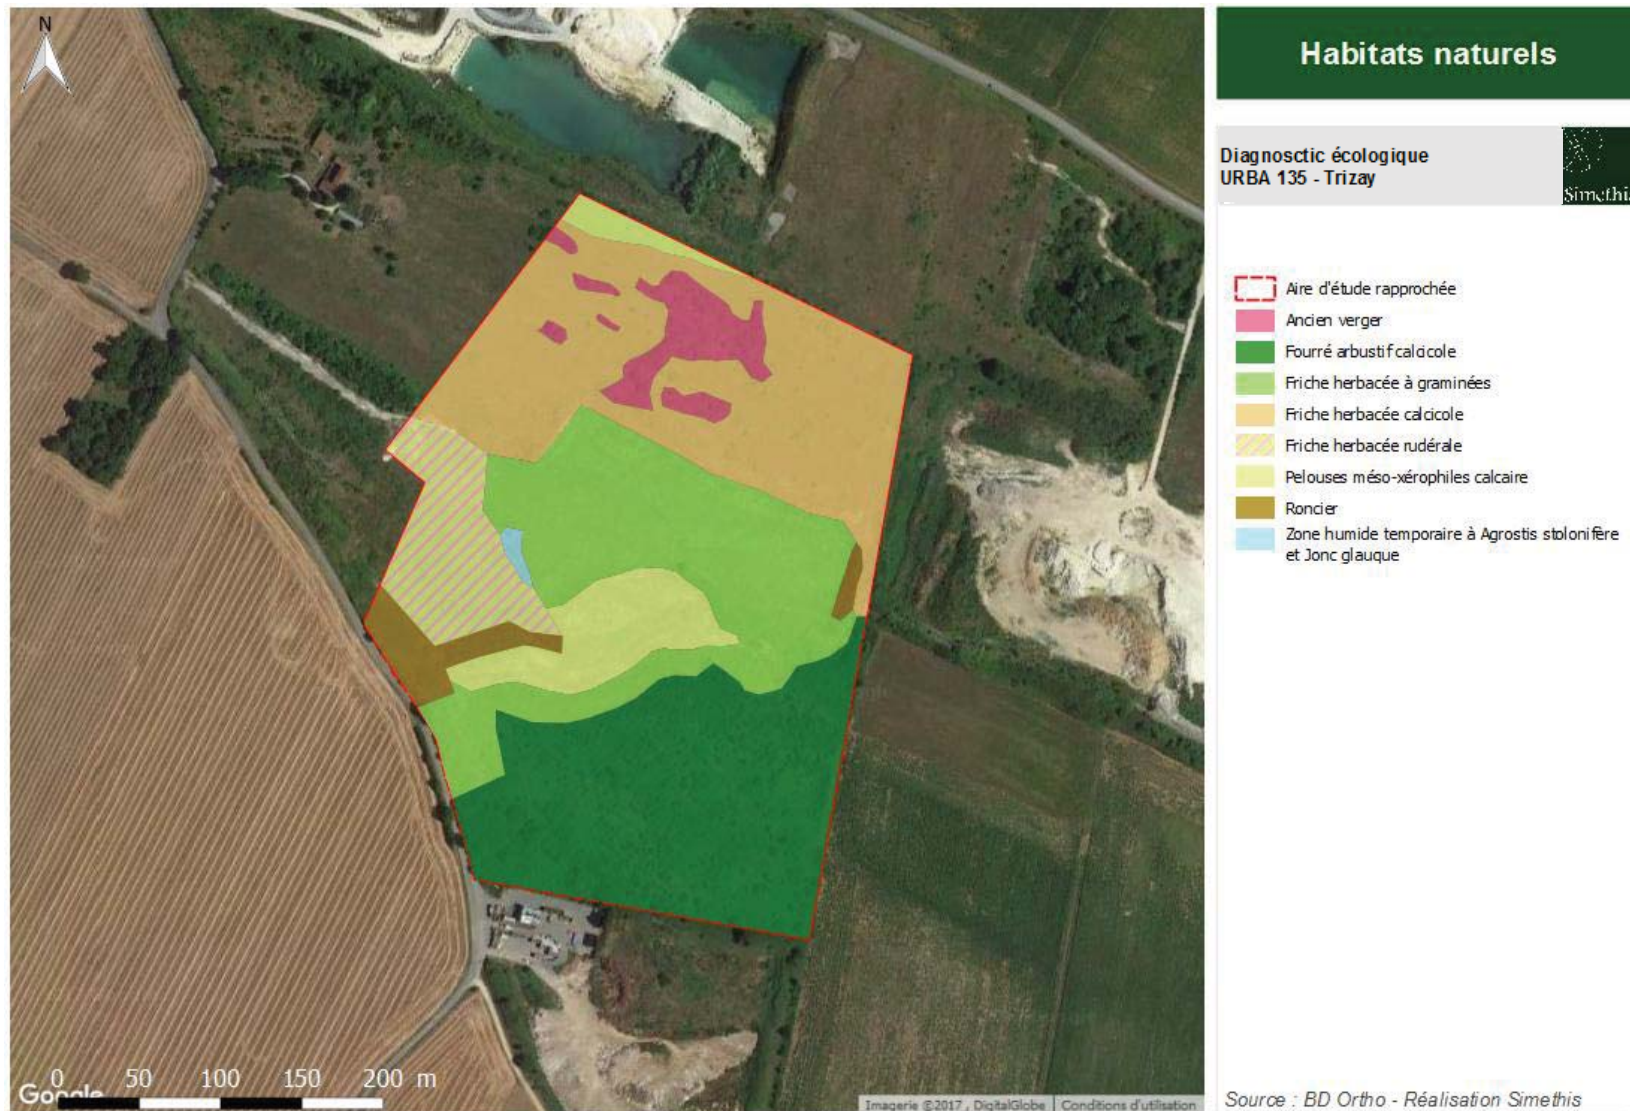 N
Habitats naturels
Diagnosctic écologique
URBA 135 - Trizay
Simethi
Aire d'étude rapprochée
Ancien verger
Fourré arbustif calcicole
Friche herbacée à graminées
Friche herbacée calcicole
Friche herbacée rudérale
Pelouses méso-xérophiles calcaire
Roncier
Zone humide temporaire à Agrostis stolonifère
et Jonc glauque
0 50 100 150 200 m
Google
Imagerie ©2017, DigitalGlobe Conditions d'utilisation
Source : BD Ortho - Réalisation Simethis